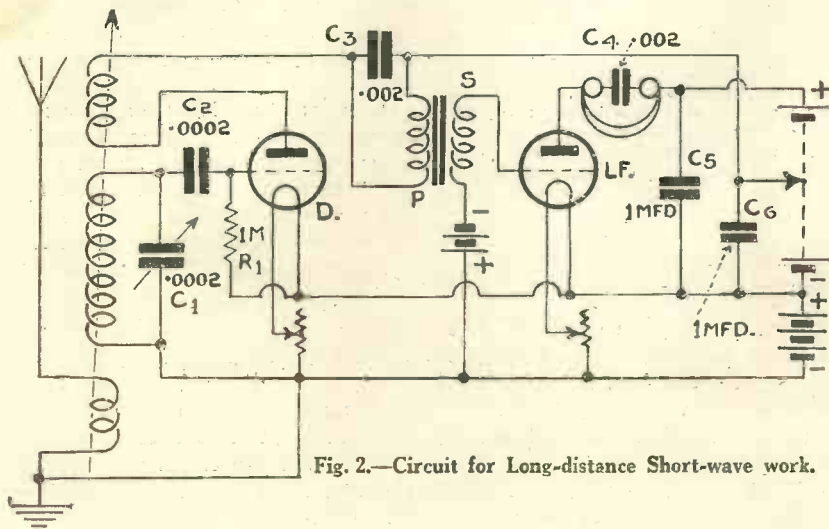 C3
.002
C4 .002
S
P
C2
.0002
D.
LF.
C5
1MFD
C6
1MFD.
1M
R1
.0002
C1
-
+
+
-
+
-
Fig. 2.—Circuit for Long-distance Short-wave work.